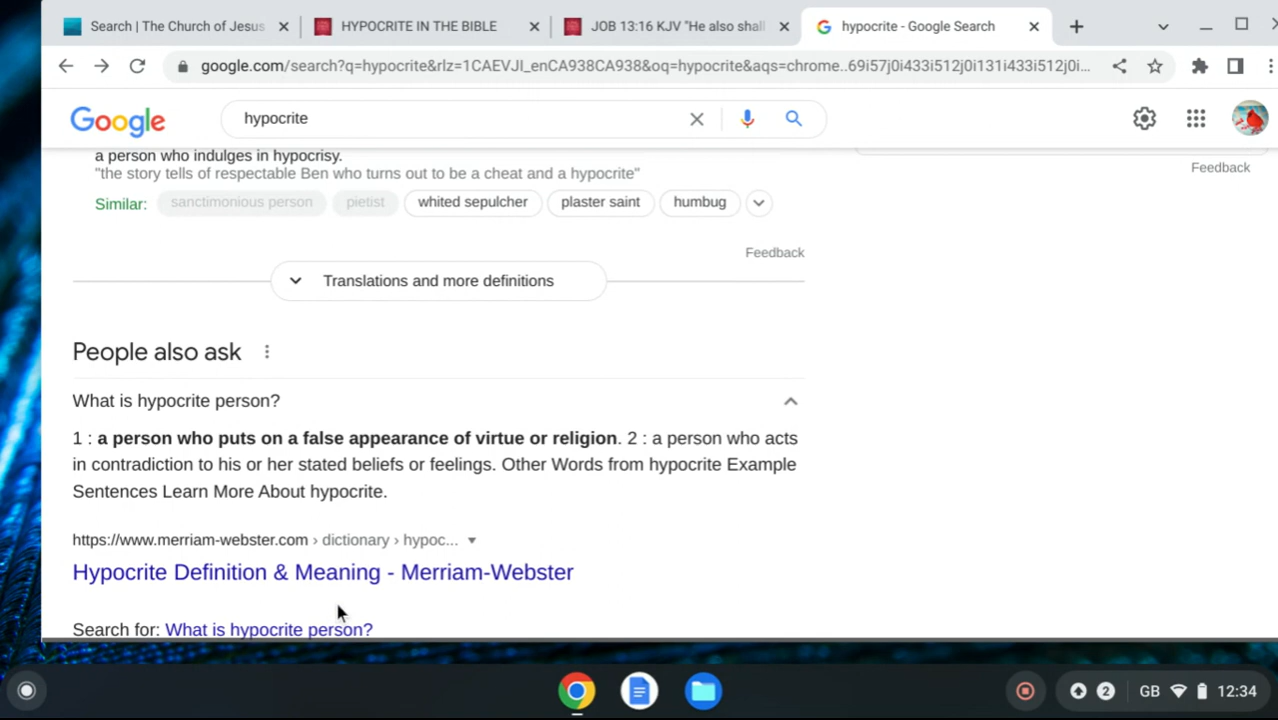 Search | The Church of Jesus
HYPOCRITE IN THE BIBLE
JOB 13:16 KJV "He also shal
hypocrite - Google Search
google.com/search?q=hypocrite&rlz=1CAEVJI_enCA938CA938&oq=hypocrite&aqs=chrome..69i57j0i433i512j0i131i433i512j0i...
Google
hypocrite
a person who indulges in hypocrisy.
"the story tells of respectable Ben who turns out to be a cheat and a hypocrite"
Similar: sanctimonious person pietist whited sepulcher plaster saint humbug
Feedback
Feedback
Translations and more definitions
People also ask
What is hypocrite person?
1 : a person who puts on a false appearance of virtue or religion. 2 : a person who acts
in contradiction to his or her stated beliefs or feelings. Other Words from hypocrite Example
Sentences Learn More About hypocrite.
https://www.merriam-webster.com › dictionary › hypoc...
Hypocrite Definition & Meaning - Merriam-Webster
Search for: What is hypocrite person?
2 GB 12:34